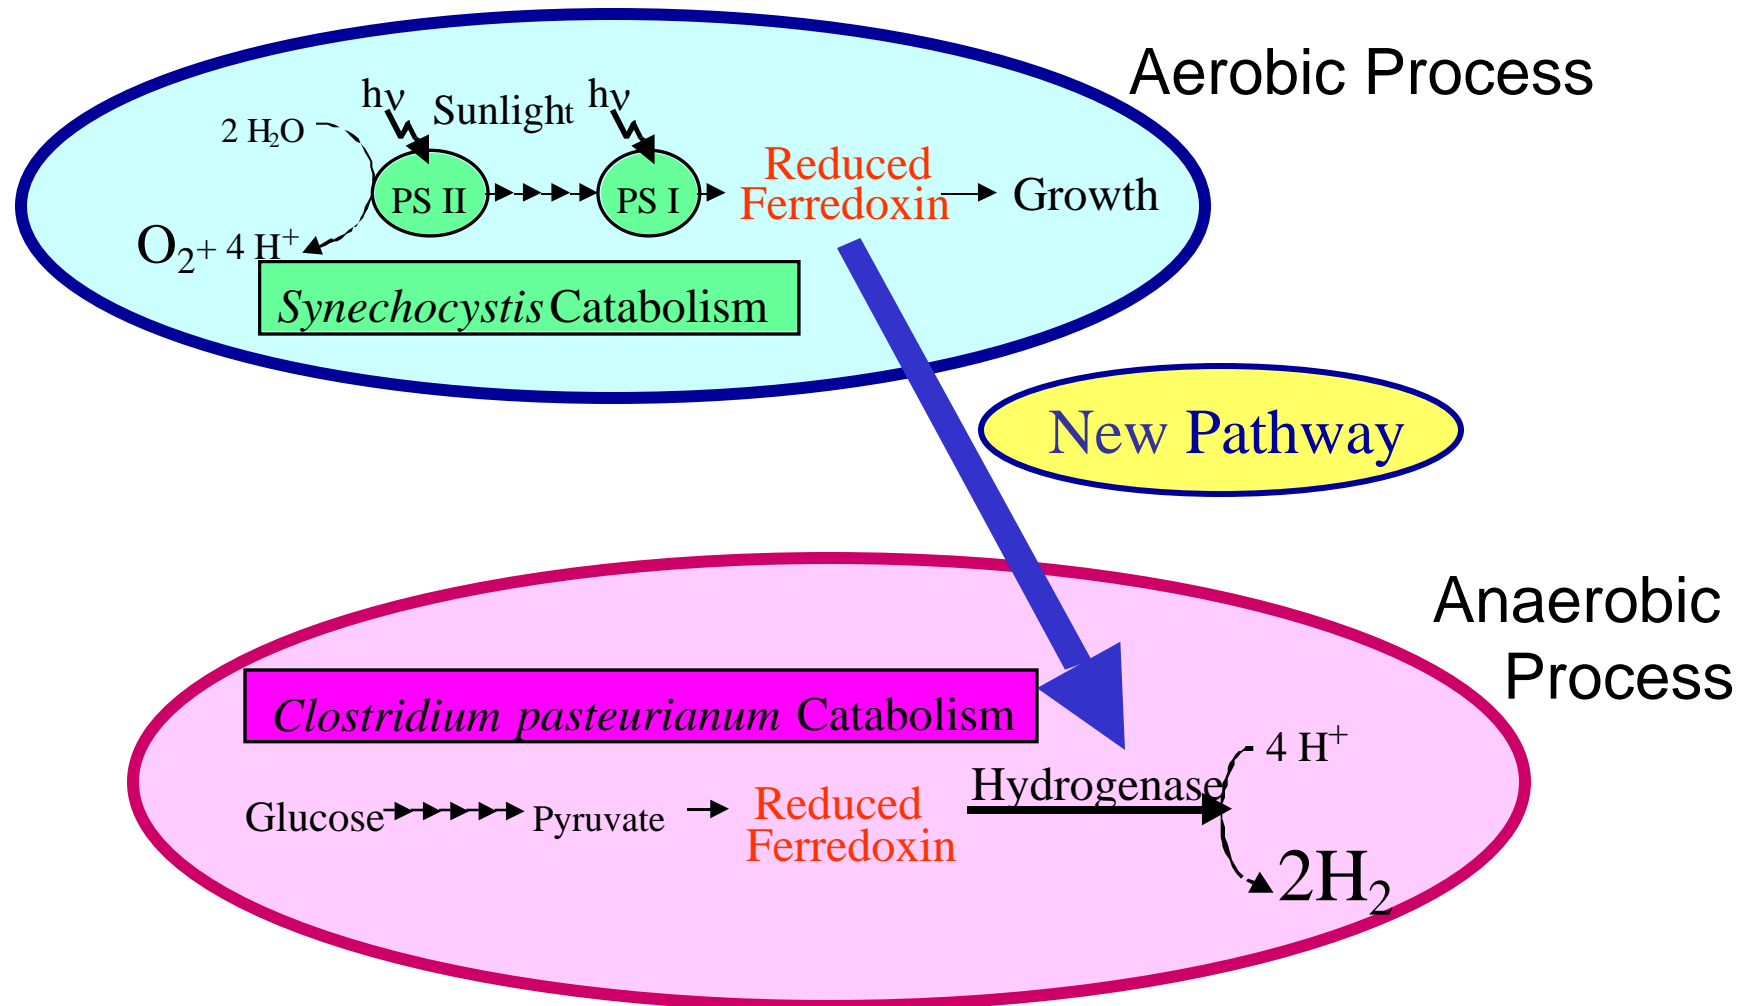 Aerobic Process
hν Sunlight hν
2 H₂O
PS II
PS I
Reduced
Ferredoxin
Growth
O₂+ 4 H⁺
Synechocystis Catabolism
New Pathway
Anaerobic
Process
Clostridium pasteurianum Catabolism
4 H⁺
Hydrogenase
Glucose
Pyruvate
Reduced
Ferredoxin
2H₂